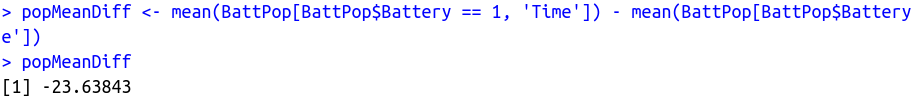 > popMeanDiff <- mean(BattPop[BattPop$Battery == 1, 'Time']) - mean(BattPop[BattPop$Battery
e'])
> popMeanDiff
[1] -23.63843